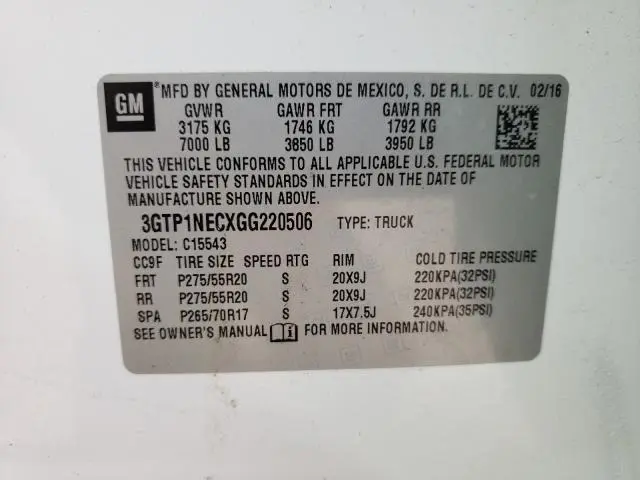 GM ® MFD BY GENERAL MOTORS DE MEXICO, S. DE R.L. DE C.V. 02/16
GVWR GAWR FRT GAWR RR
3175 KG 1746 KG 1792 KG
7000 LB 3850 LB 3950 LB
THIS VEHICLE CONFORMS TO ALL APPLICABLE U.S. FEDERAL MOTOR
VEHICLE SAFETY STANDARDS IN EFFECT ON THE DATE OF
MANUFACTURE SHOWN ABOVE.
3GTP1NECXGG220506 TYPE: TRUCK
MODEL: C15543
CC9F TIRE SIZE SPEED RTG RIM COLD TIRE PRESSURE
FRT P275/55R20 S 20X9J 220KPA(32PSI)
RR P275/55R20 S 20X9J 220KPA(32PSI)
SPA P265/70R17 S 17X7.5J 240KPA(35PSI)
SEE OWNER'S MANUAL i FOR MORE INFORMATION.